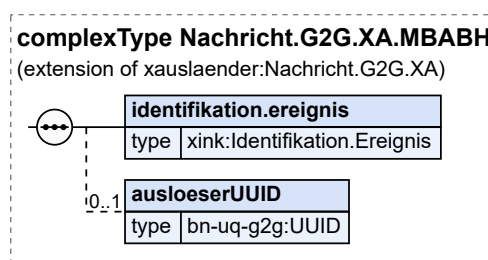 complexType Nachricht.G2G.XA.MBABH
(extension of xauslaender:Nachricht.G2G.XA)
identifikation.ereignis
type xink:Identifikation.Ereignis
0..1 ausloeserUUID
type bn-uq-g2g:UUID